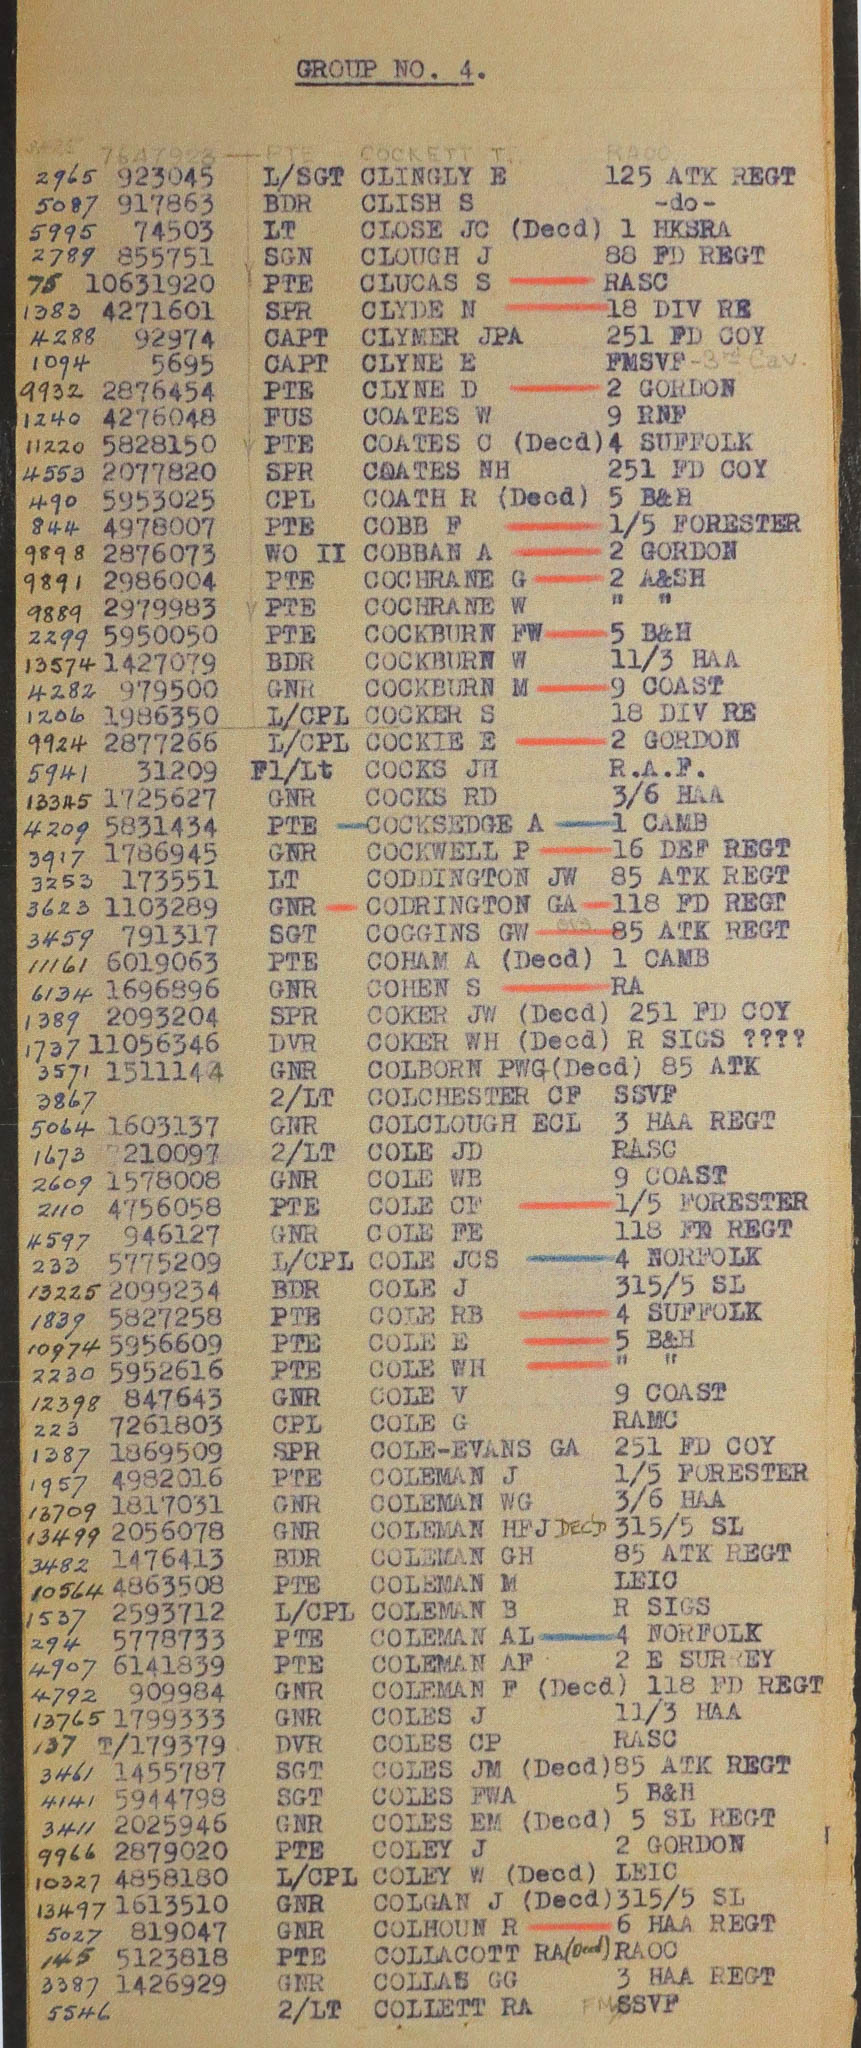 GROUP NO. 4.
7647923 PTE COCKETT RAOC
2965 923045 L/SGT CLINGLY E 125 ATK REGT
5087 917863 BDR CLISH S -do-
5995 74503 LT CLOSE JC (Decd) 1 HKSRA
2789 855751 SGN CLOUGH J 88 FD REGT
75 10631920 PTE CLUCAS S RASC
1383 4271601 SPR CLYDE N 18 DIV RE
4288 92974 CAPT CLYMER JPA 251 FD COY
1094 5695 CAPT CLYNE E FMSVF - 3rd Cav.
9932 2876454 PTE CLYNE D 2 GORDON
1240 4276048 FUS COATES W 9 RNF
11220 5828150 PTE COATES C (Decd) 4 SUFFOLK
4553 2077820 SPR COATES NH 251 FD COY
490 5953025 CPL COATH R (Decd) 5 B&H
844 4978007 PTE COBB F 1/5 FORESTER
9898 2876073 WO II COBBAN A 2 GORDON
9891 2986004 PTE COCHRANE G 2 A&SH
9889 2979983 PTE COCHRANE W " "
2299 5950050 PTE COCKBURN FW 5 B&H
13574 1427079 BDR COCKBURN W 11/3 HAA
4282 979500 GNR COCKBURN M 9 COAST
1206 1986350 L/CPL COCKER S 18 DIV RE
9924 2877266 L/CPL COCKIE E 2 GORDON
5941 31209 Fl/Lt COCKS JH R.A.F.
13345 1725627 GNR COCKS RD 3/6 HAA
4209 5831434 PTE COCKSEDGE A 1 CAMB
3917 1786945 GNR COCKWELL P 16 DEF REGT
3253 173551 LT CODDINGTON JW 85 ATK REGT
3623 1103289 GNR CODRINGTON GA 118 FD REGT
3459 791317 SGT COGGINS GW 85 ATK REGT
11161 6019063 PTE COHAM A (Decd) 1 CAMB
6134 1696896 GNR COHEN S RA
1389 2093204 SPR COKER JW (Decd) 251 FD COY
1737 11056346 DVR COKER WH (Decd) R SIGS ????
3571 1511144 GNR COLBORN PWG(Decd) 85 ATK
3867 2/LT COLCHESTER CF SSVF
5064 1603137 GNR COLCLOUGH ECL 3 HAA REGT
1673 210097 2/LT COLE JD RASC
2609 1578008 GNR COLE WB 9 COAST
2110 4756058 PTE COLE CF 1/5 FORESTER
4597 946127 GNR COLE FE 118 FD REGT
233 5775209 L/CPL COLE JCS 4 NORFOLK
13225 2099234 BDR COLE J 315/5 SL
1839 5827258 PTE COLE RB 4 SUFFOLK
10974 5956609 PTE COLE E 5 B&H
2230 5952616 PTE COLE WH " "
12398 847643 GNR COLE V 9 COAST
223 7261803 CPL COLE G RAMC
1387 1869509 SPR COLE-EVANS GA 251 FD COY
1957 4982016 PTE COLEMAN J 1/5 FORESTER
13709 1817031 GNR COLEMAN WG 3/6 HAA
13499 2056078 GNR COLEMAN HFJ DEC'D 315/5 SL
3482 1476413 BDR COLEMAN GH 85 ATK REGT
10564 4863508 PTE COLEMAN M LEIC
1537 2593712 L/CPL COLEMAN B R SIGS
294 5778733 PTE COLEMAN AL 4 NORFOLK
4907 6141839 PTE COLEMAN AF 2 E SURREY
4792 909984 GNR COLEMAN F (Decd) 118 FD REGT
13765 1799333 GNR COLES J 11/3 HAA
137 T/179379 DVR COLES CP RASC
3461 1455787 SGT COLES JM (Decd) 85 ATK REGT
4141 5944798 SGT COLES FWA 5 B&H
3411 2025946 GNR COLES EM (Decd) 5 SL REGT
9966 2879020 PTE COLEY J 2 GORDON
10327 4858180 L/CPL COLEY W (Decd) LEIC
13497 1613510 GNR COLGAN J (Decd) 315/5 SL
5027 819047 GNR COLHOUN R 6 HAA REGT
145 5123818 PTE COLLACOTT RA (Decd) RAOC
3387 1426929 GNR COLLAS GG 3 HAA REGT
5546 2/LT COLLETT RA FMSSVF